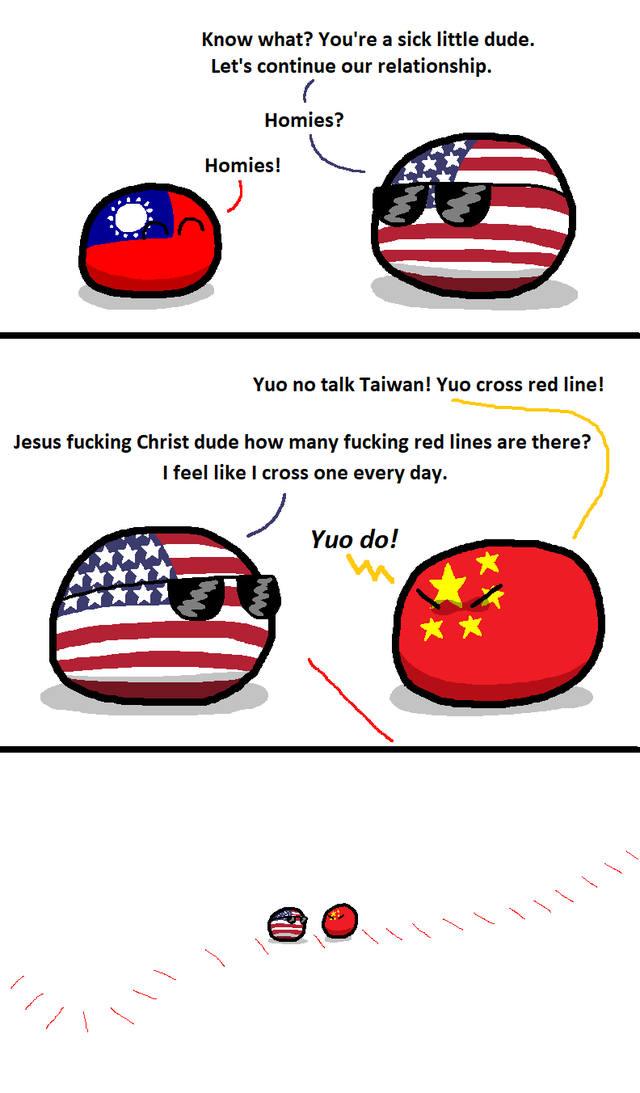 Know what? You're a sick little dude.
Let's continue our relationship.
Homies?
Homies!
Yuo no talk Taiwan! Yuo cross red line!
Jesus fucking Christ dude how many fucking red lines are there?
I feel like I cross one every day.
Yuo do!